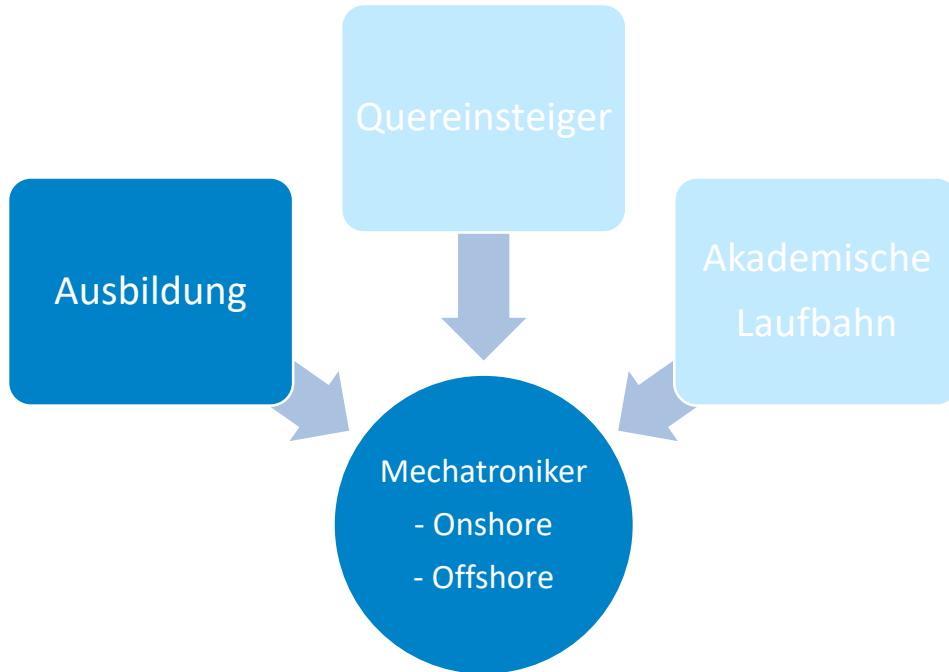 Quereinsteiger
Ausbildung
Akademische
Laufbahn
Mechatroniker
- Onshore
- Offshore